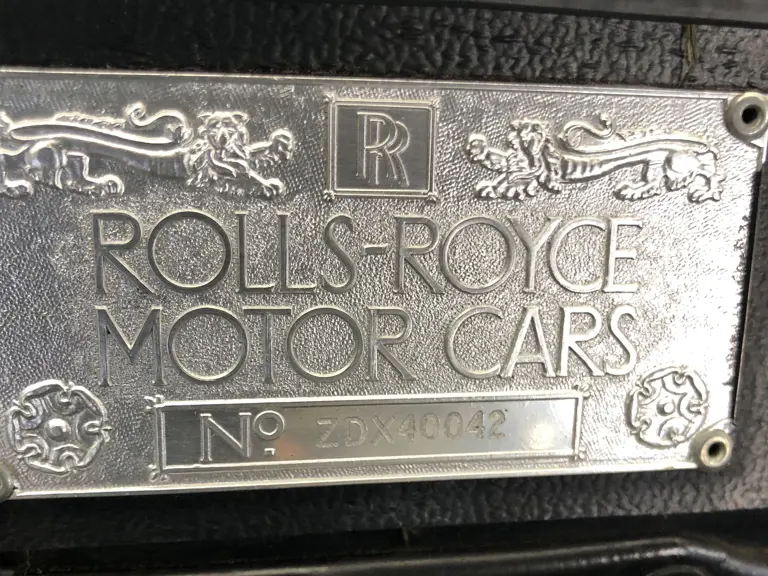 RR
ROLLS-ROYCE
MOTOR CARS
Nº. ZDX40042